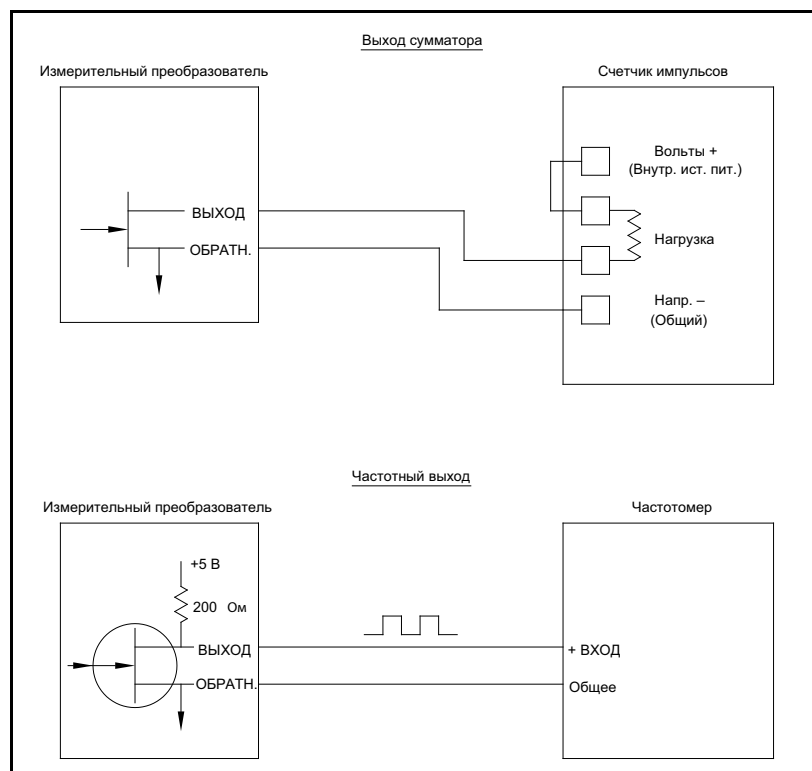 Выход сумматора
Измерительный преобразователь
Счетчик импульсов
Вольты +
(Внутр. ист. пит.)
ВЫХОД
Нагрузка
ОБРАТН.
Напр. –
(Общий)
Частотный выход
Измерительный преобразователь
Частотомер
+5 В
200 Ом
ВЫХОД
+ ВХОД
ОБРАТН.
Общее